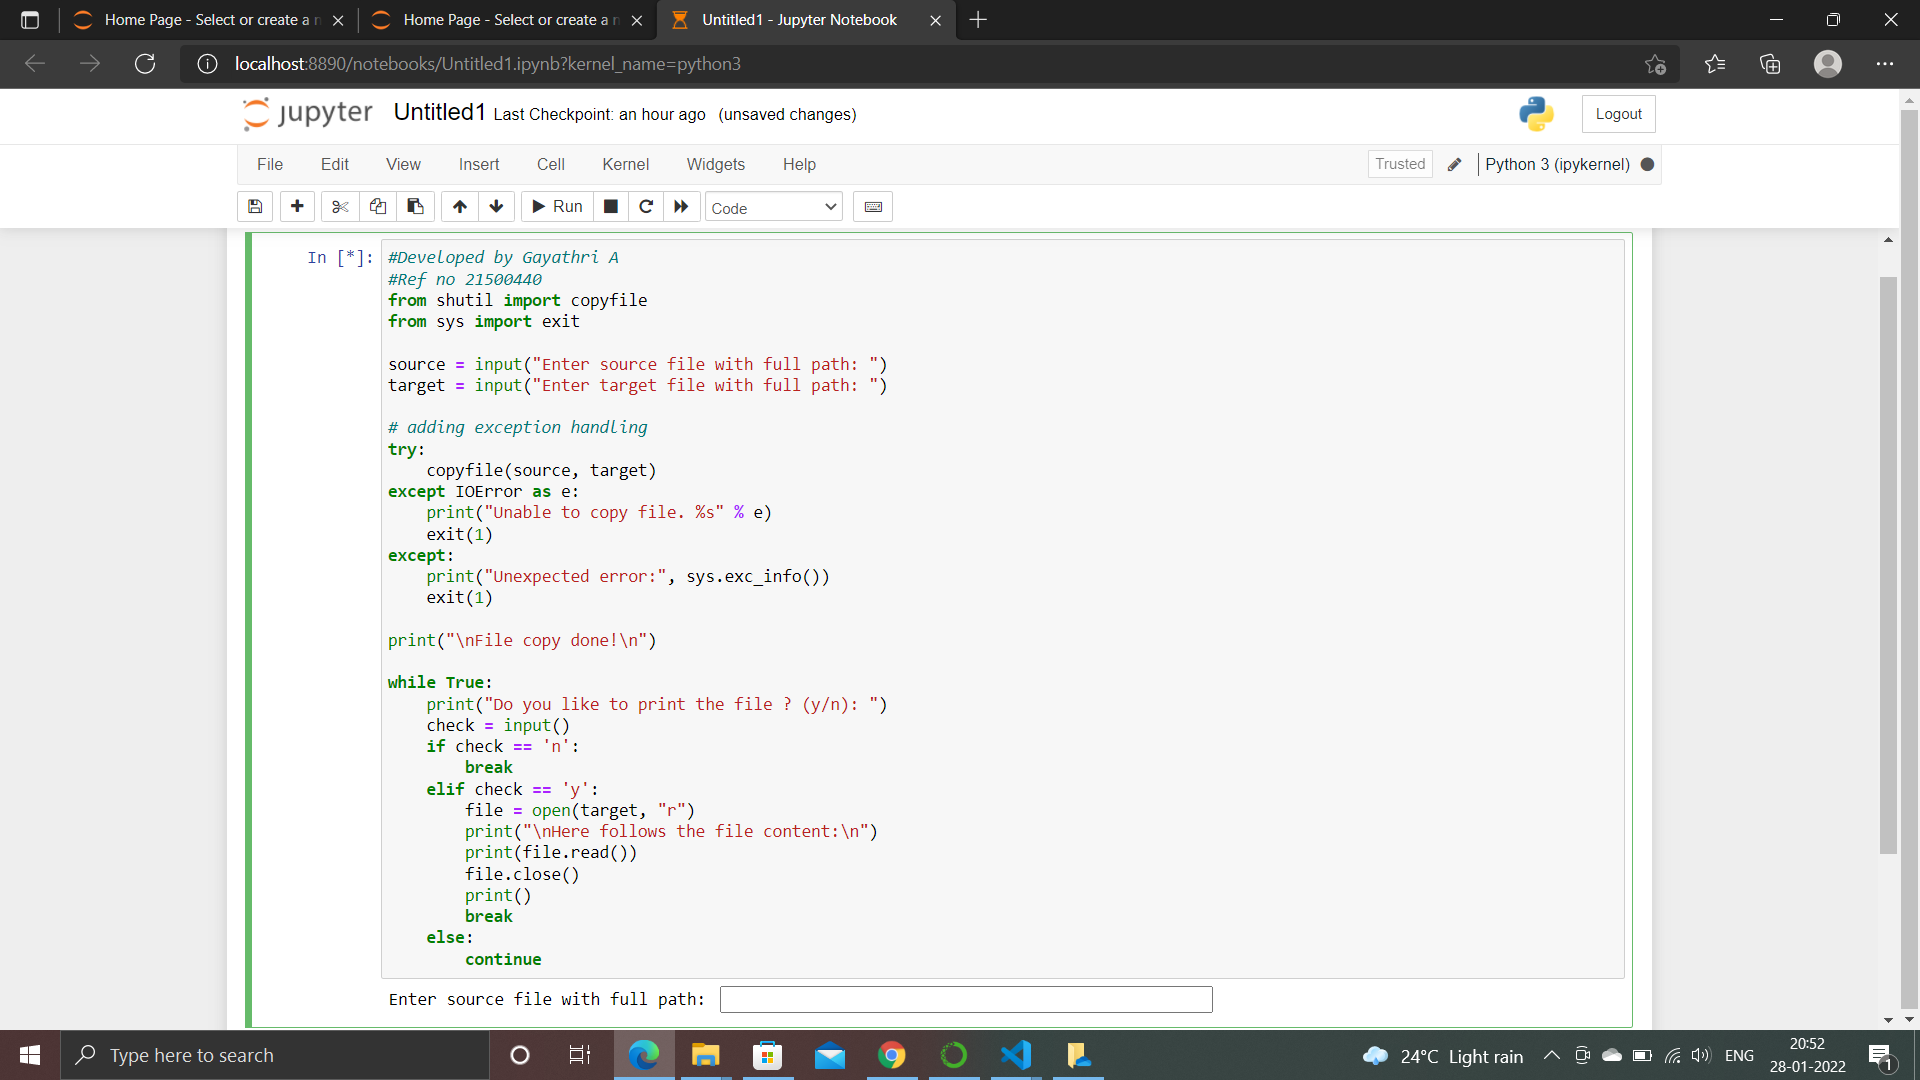 Home Page - Select or create a n
Home Page - Select or create a n
Untitled1 - Jupyter Notebook
localhost:8890/notebooks/Untitled1.ipynb?kernel_name=python3
jupyter Untitled1 Last Checkpoint: an hour ago (unsaved changes)
Logout
File Edit View Insert Cell Kernel Widgets Help
Trusted Python 3 (ipykernel)
Run Code
In [*]:
#Developed by Gayathri A
#Ref no 21500440
from shutil import copyfile
from sys import exit
source = input("Enter source file with full path: ")
target = input("Enter target file with full path: ")
# adding exception handling
try:
    copyfile(source, target)
except IOError as e:
    print("Unable to copy file. %s" % e)
    exit(1)
except:
    print("Unexpected error:", sys.exc_info())
    exit(1)
print("\nFile copy done!\n")
while True:
    print("Do you like to print the file ? (y/n): ")
    check = input()
    if check == 'n':
        break
    elif check == 'y':
        file = open(target, "r")
        print("\nHere follows the file content:\n")
        print(file.read())
        file.close()
        print()
        break
    else:
        continue
Enter source file with full path:
Type here to search
24°C Light rain
ENG
20:52
28-01-2022
1